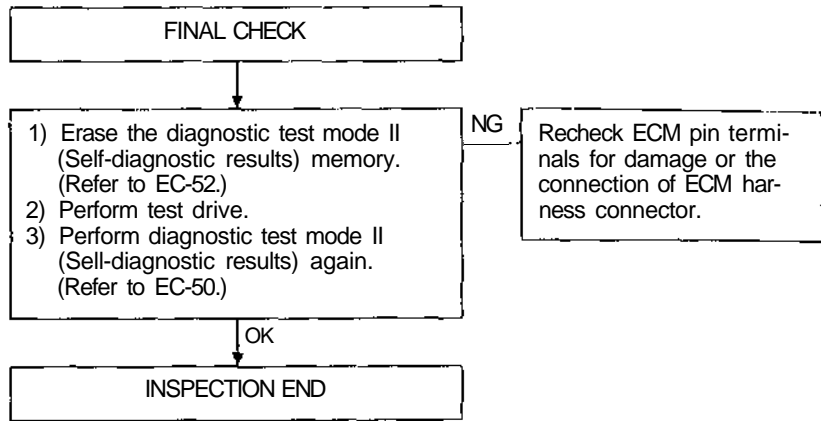 FINAL CHECK
1) Erase the diagnostic test mode II
(Self-diagnostic results) memory.
(Refer to EC-52.)
2) Perform test drive.
3) Perform diagnostic test mode II
(Sell-diagnostic results) again.
(Refer to EC-50.)
NG
Recheck ECM pin termi-
nals for damage or the
connection of ECM har-
ness connector.
OK
INSPECTION END